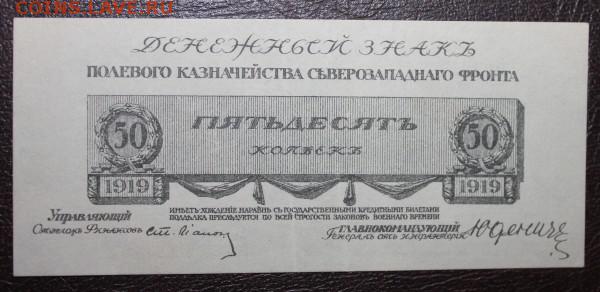 COINS.LAVE.RU
ДЕНЕЖНЫЙ ЗНАКЪ
ПОЛЕВОГО КАЗНАЧЕЙСТВА СѢВЕРОЗАПАДНАГО ФРОНТА
50 ПЯТЬДЕСЯТЪ 50
КОПѢЕКЪ
1919 1919
ИМѢЕТЪ ХОЖДЕНІЕ НАРАВНѢ СЪ ГОСУДАРСТВЕННЫМИ КРЕДИТНЫМИ БИЛЕТАМИ
ПОДДѢЛКА ПРЕСЛѢДУЕТСЯ ПО ВСЕЙ СТРОГОСТИ ЗАКОНОВЪ ВОЕННАГО ВРЕМЕНИ
Управляющій ГЛАВНОКОМАНДУЮЩІЙ
Отдѣломъ Финансовъ Генералъ отъ инфантеріи Юденичъ